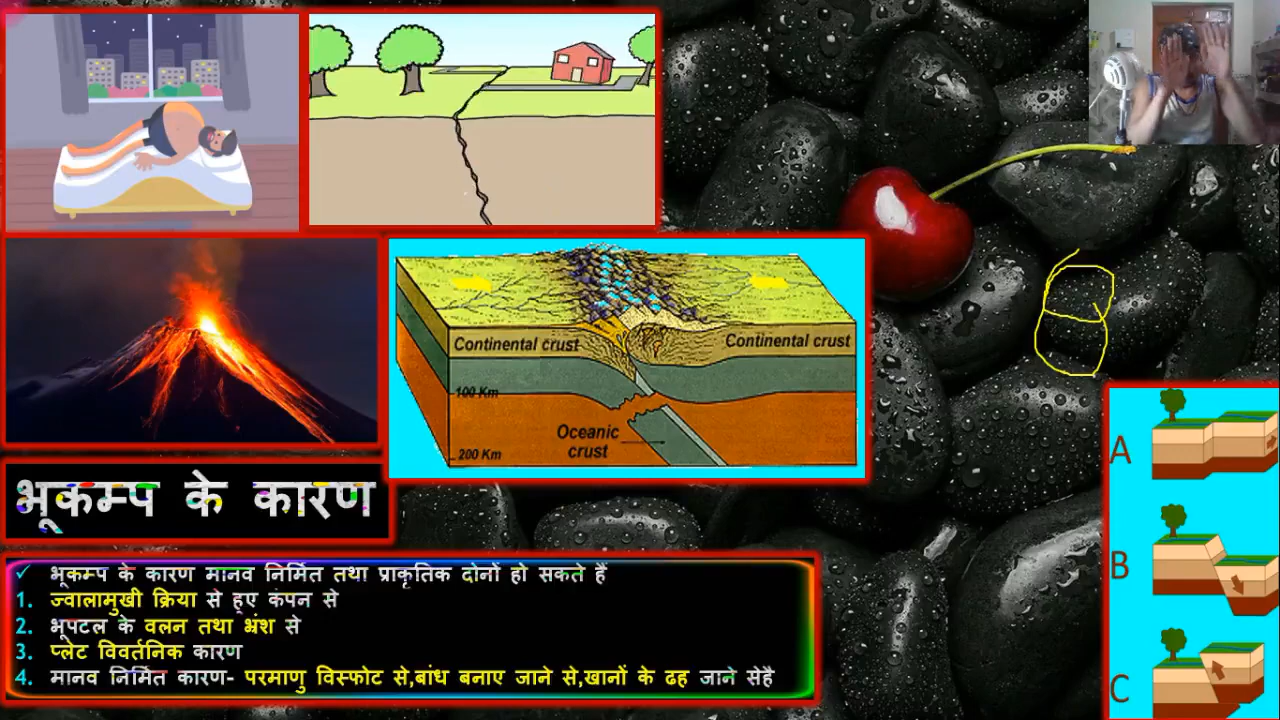 Continental crust
Continental crust
100 Km
Oceanic
crust
200 Km
A
B
C
भूकम्प के कारण
✓ भूकम्प के कारण मानव निर्मित तथा प्राकृतिक दोनों हो सकते हैं
1. ज्वालामुखी क्रिया से हुए कंपन से
2. भूपटल के वलन तथा भ्रंश से
3. प्लेट विवर्तनिक कारण
4. मानव निर्मित कारण- परमाणु विस्फोट से,बांध बनाए जाने से,खानों के ढह जाने सेहै